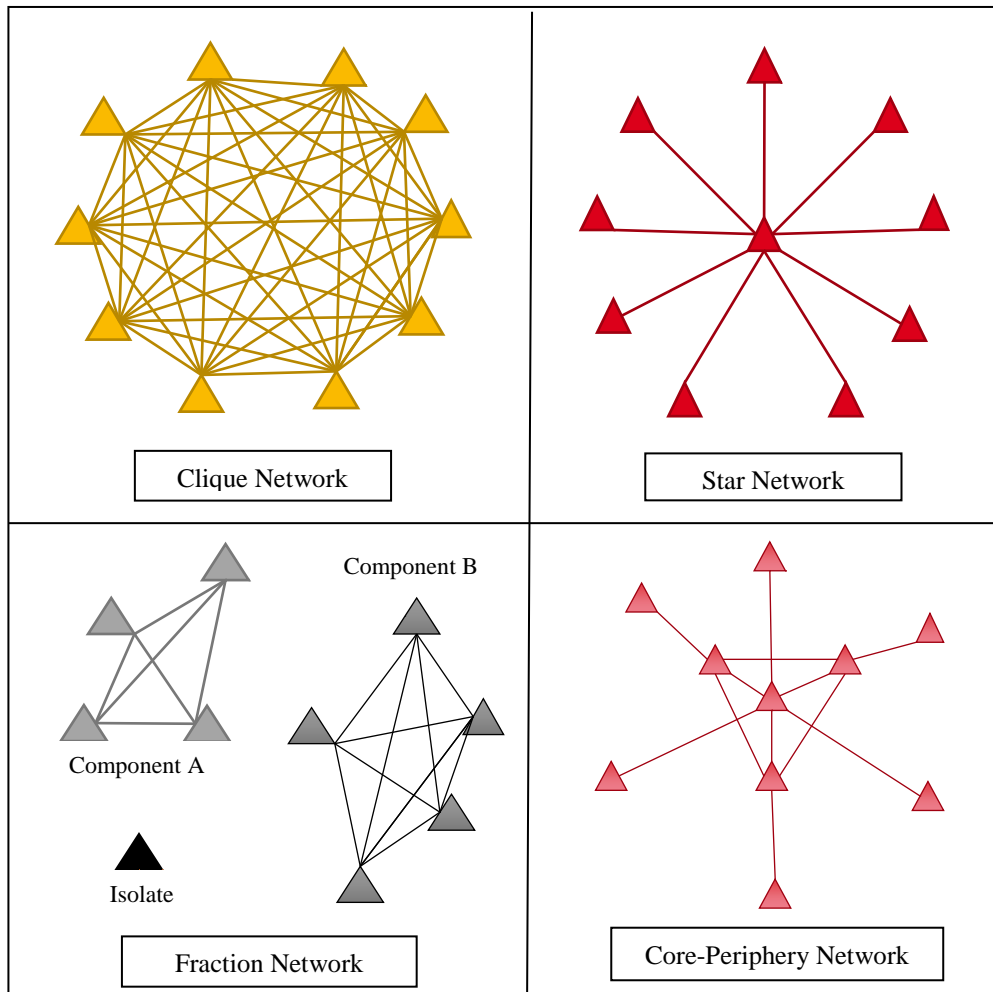 Clique Network
Star Network
Component B
Component A
Isolate
Fraction Network
Core-Periphery Network